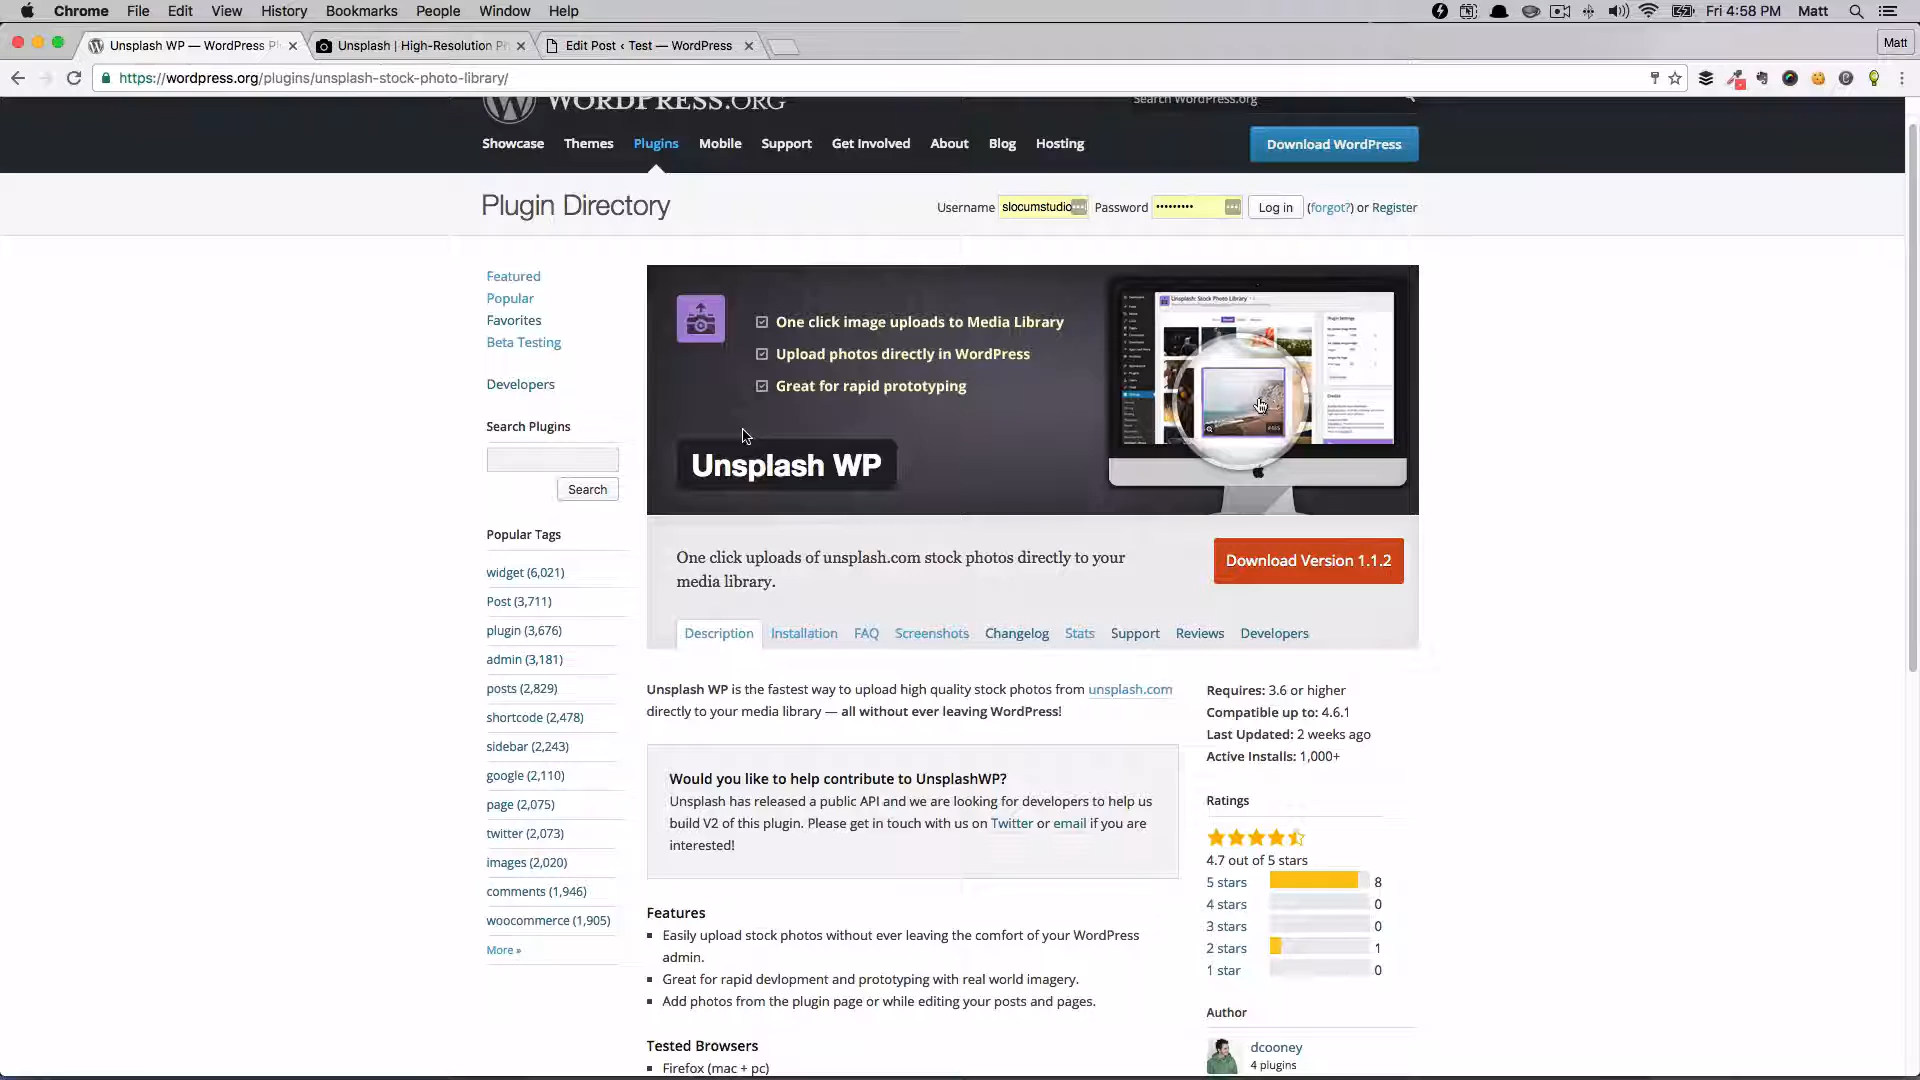 Chrome File Edit View History Bookmarks People Window Help Fri 4:58 PM Matt
Unsplash WP — WordPress Pl Unsplash | High-Resolution Pr Edit Post ‹ Test — WordPress Matt
https://wordpress.org/plugins/unsplash-stock-photo-library/
WORDPRESS.ORG Search WordPress.org
Showcase Themes Plugins Mobile Support Get Involved About Blog Hosting Download WordPress
Plugin Directory Username slocumstudio Password ••••••••• Log in (forgot?) or Register
Featured
Popular
Favorites
Beta Testing
Developers
Search Plugins
Search
Popular Tags
widget (6,021)
Post (3,711)
plugin (3,676)
admin (3,181)
posts (2,829)
shortcode (2,478)
sidebar (2,243)
google (2,110)
page (2,075)
twitter (2,073)
images (2,020)
comments (1,946)
woocommerce (1,905)
More »
One click image uploads to Media Library
Upload photos directly in WordPress
Great for rapid prototyping
Unsplash WP
Unsplash: Stock Photo Library
One click uploads of unsplash.com stock photos directly to your
media library.
Download Version 1.1.2
Description Installation FAQ Screenshots Changelog Stats Support Reviews Developers
Unsplash WP is the fastest way to upload high quality stock photos from unsplash.com
directly to your media library — all without ever leaving WordPress!
Would you like to help contribute to UnsplashWP?
Unsplash has released a public API and we are looking for developers to help us
build V2 of this plugin. Please get in touch with us on Twitter or email if you are
interested!
Features
Easily upload stock photos without ever leaving the comfort of your WordPress
admin.
Great for rapid devlopment and prototyping with real world imagery.
Add photos from the plugin page or while editing your posts and pages.
Tested Browsers
Firefox (mac + pc)
Requires: 3.6 or higher
Compatible up to: 4.6.1
Last Updated: 2 weeks ago
Active Installs: 1,000+
Ratings
4.7 out of 5 stars
5 stars 8
4 stars 0
3 stars 0
2 stars 1
1 star 0
Author
dcooney
4 plugins